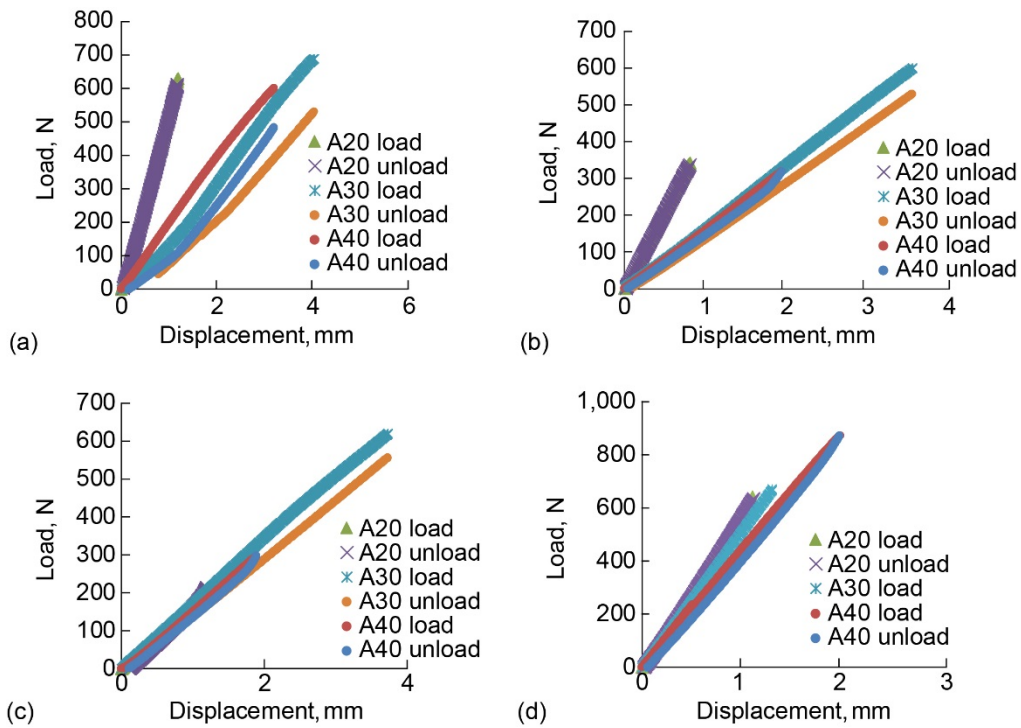 800
700
600
500
400
300
200
100
0
0 2 4 6
Load, N
Displacement, mm
A20 load
A20 unload
A30 load
A30 unload
A40 load
A40 unload
(a)
700
600
500
400
300
200
100
0
0 1 2 3 4
Load, N
Displacement, mm
A20 load
A20 unload
A30 load
A30 unload
A40 load
A40 unload
(b)
700
600
500
400
300
200
100
0
0 2 4
Load, N
Displacement, mm
A20 load
A20 unload
A30 load
A30 unload
A40 load
A40 unload
(c)
1,000
800
600
400
200
0
0 1 2 3
Load, N
Displacement, mm
A20 load
A20 unload
A30 load
A40 load
A40 unload
(d)